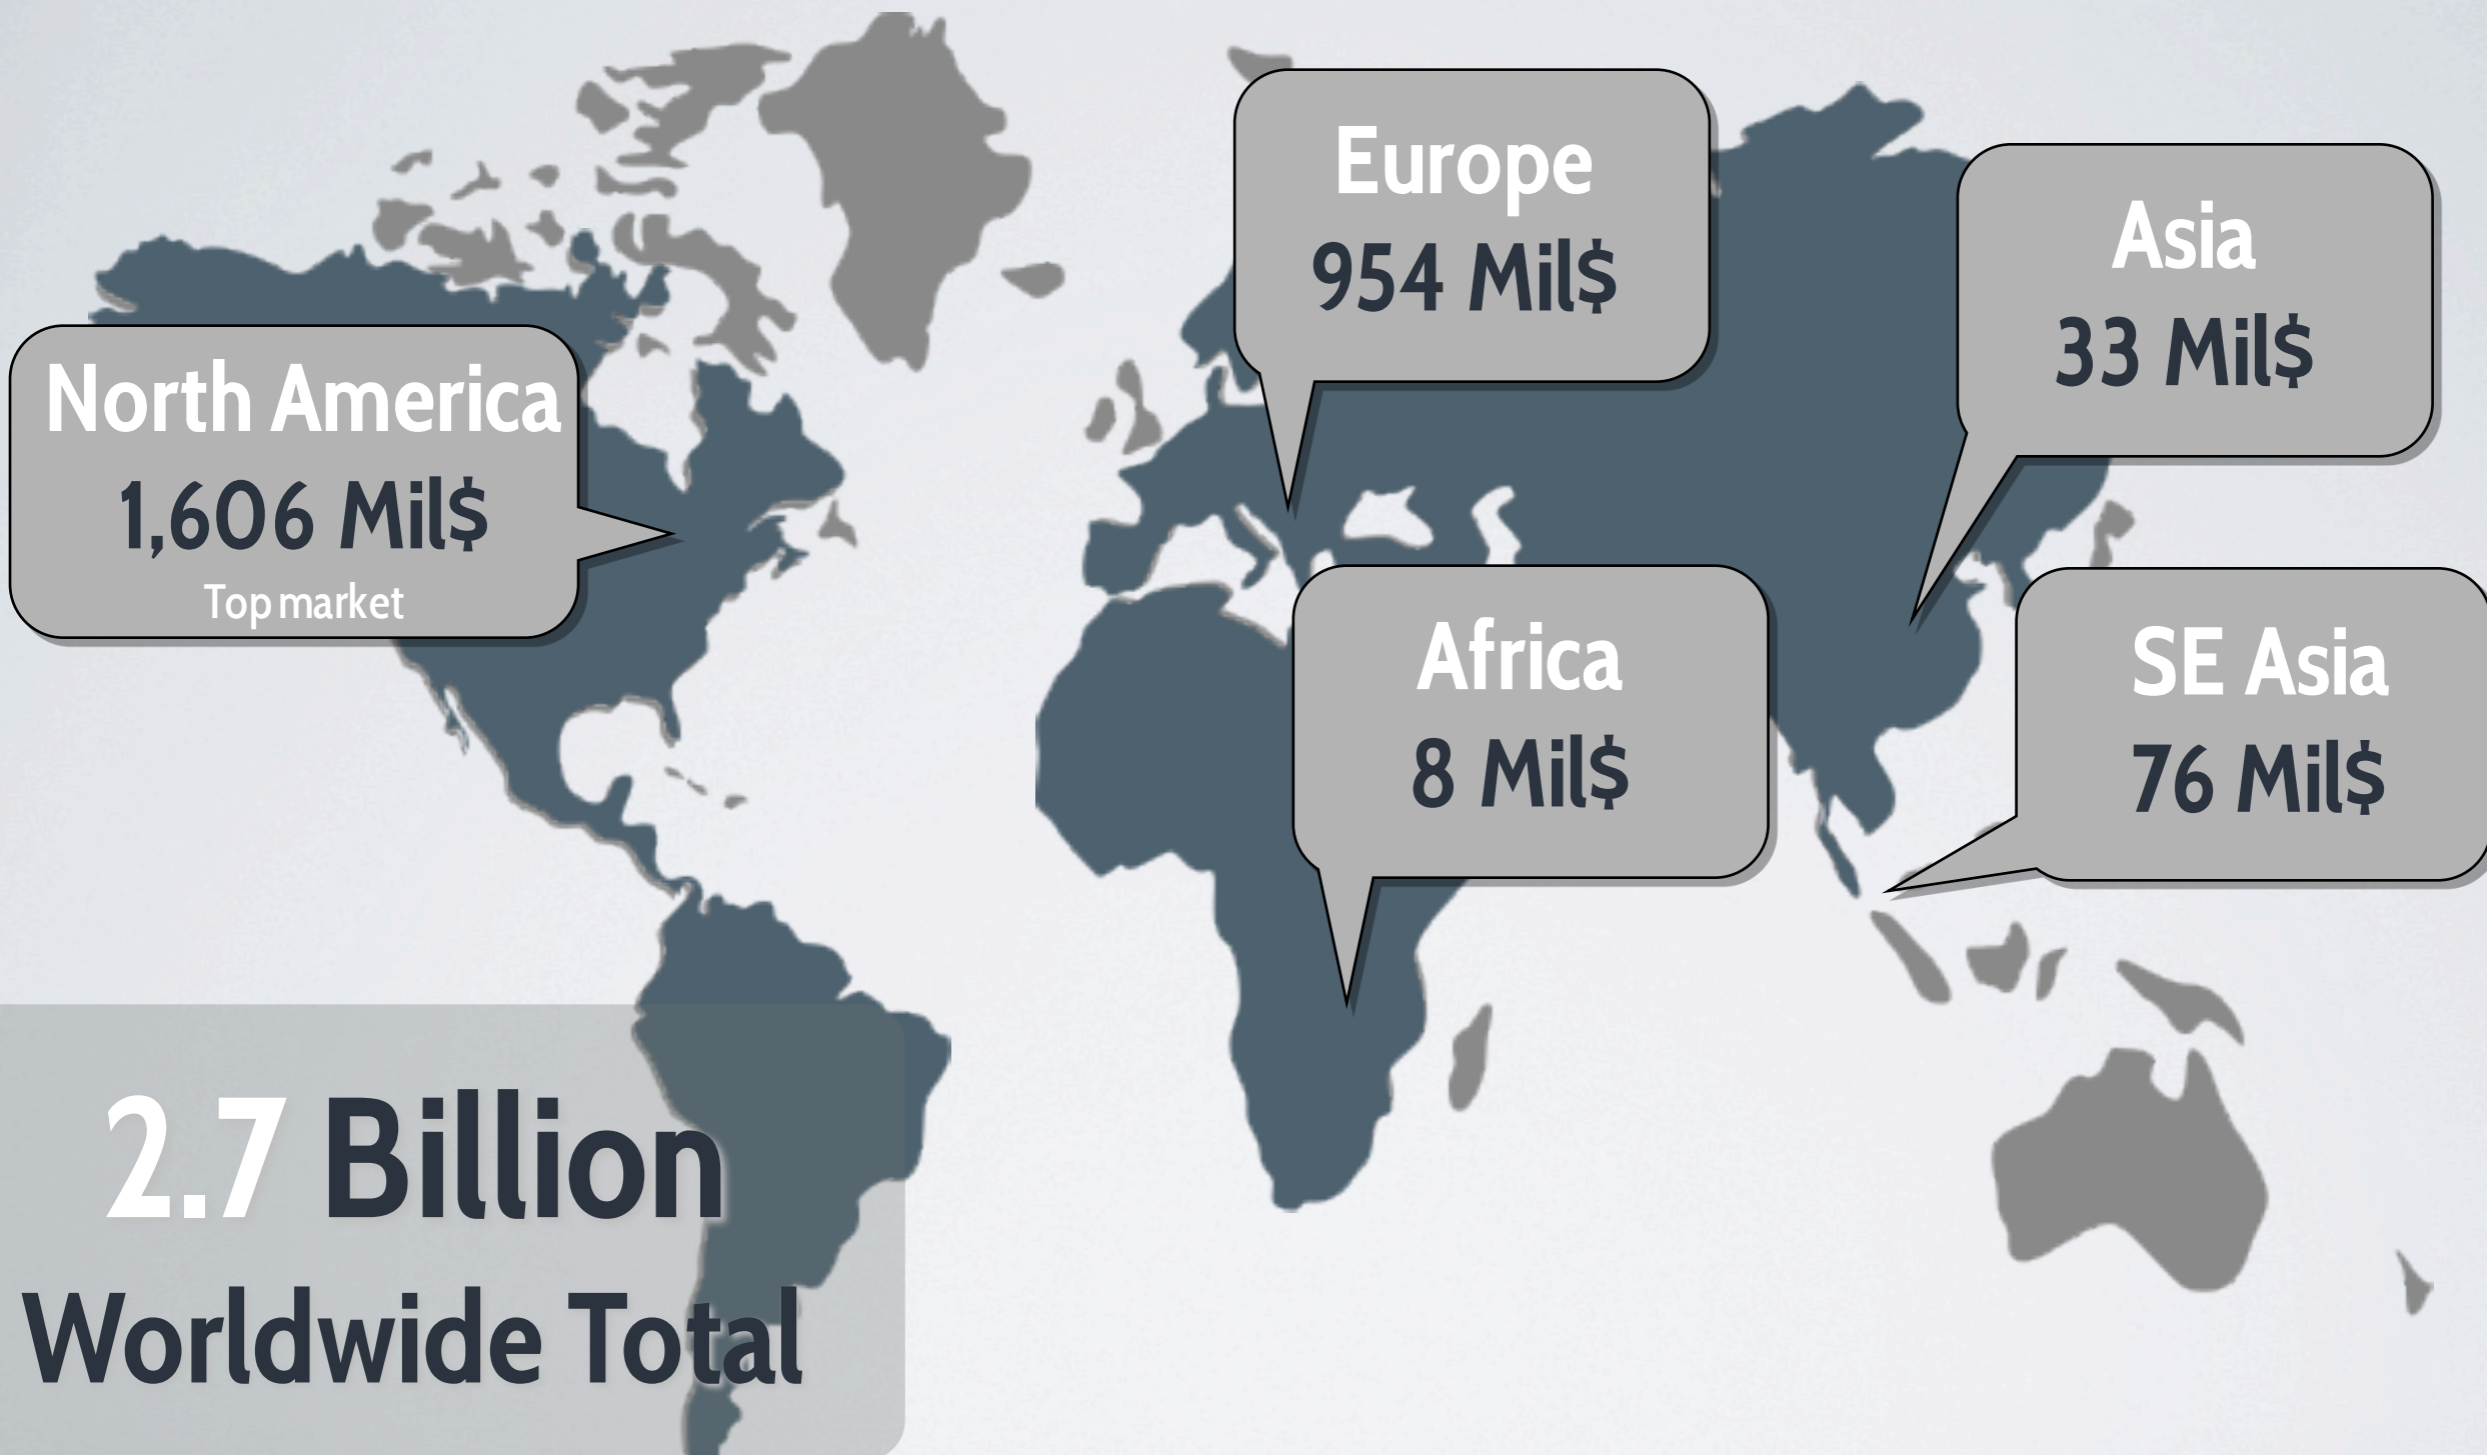 Europe
954 Mil$
Asia
33 Mil$
North America
1,606 Mil$
Top market
Africa
8 Mil$
SE Asia
76 Mil$
2.7 Billion
Worldwide Total